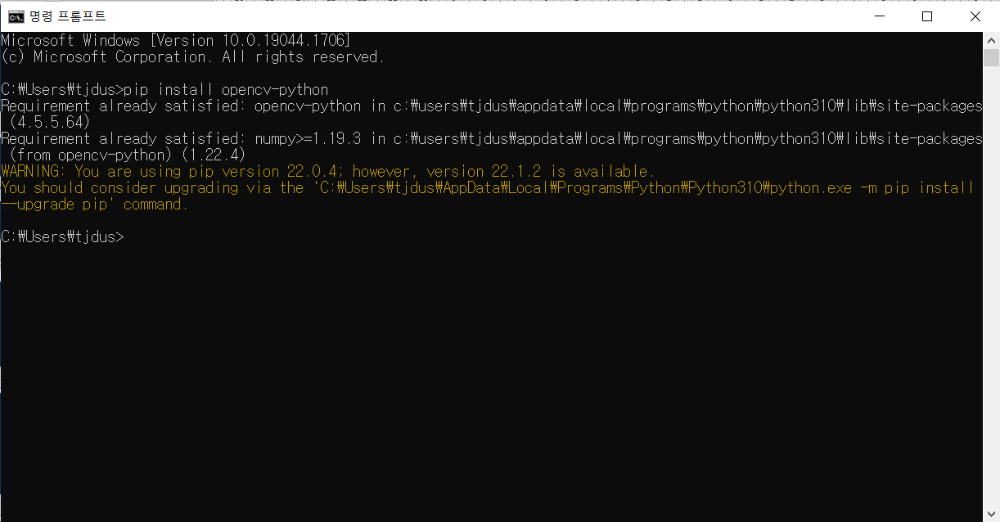 명령 프롬프트
Microsoft Windows [Version 10.0.19044.1706]
(c) Microsoft Corporation. All rights reserved.
C:₩Users₩tjdus>pip install opencv-python
Requirement already satisfied: opencv-python in c:₩users₩tjdus₩appdata₩local₩programs₩python₩python310₩lib₩site-packages
(4.5.5.64)
Requirement already satisfied: numpy>=1.19.3 in c:₩users₩tjdus₩appdata₩local₩programs₩python₩python310₩lib₩site-packages
(from opencv-python) (1.22.4)
WARNING: You are using pip version 22.0.4; however, version 22.1.2 is available.
You should consider upgrading via the 'C:₩Users₩tjdus₩AppData₩Local₩Programs₩Python₩Python310₩python.exe -m pip install
--upgrade pip' command.
C:₩Users₩tjdus>